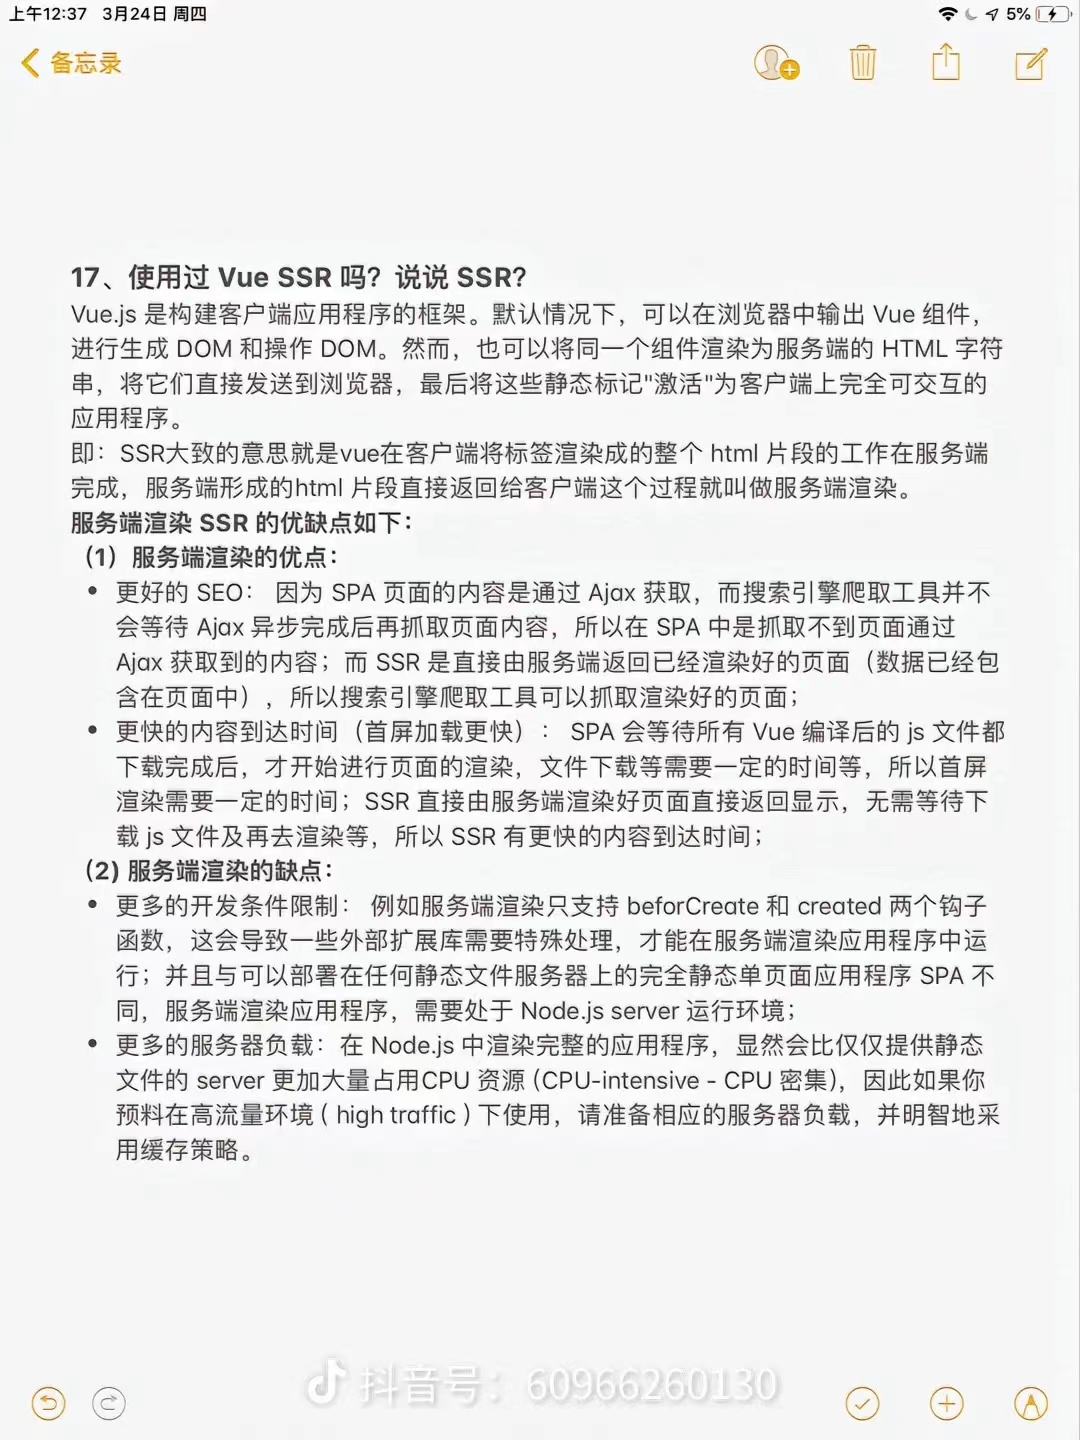 上午12:37 3月24日 周四
5%
备忘录
17、使用过 Vue SSR 吗？说说 SSR？
Vue.js 是构建客户端应用程序的框架。默认情况下，可以在浏览器中输出 Vue 组件，
进行生成 DOM 和操作 DOM。然而，也可以将同一个组件渲染为服务端的 HTML 字符
串，将它们直接发送到浏览器，最后将这些静态标记"激活"为客户端上完全可交互的
应用程序。
即：SSR大致的意思就是vue在客户端将标签渲染成的整个 html 片段的工作在服务端
完成，服务端形成的html 片段直接返回给客户端这个过程就叫做服务端渲染。
服务端渲染 SSR 的优缺点如下：
（1）服务端渲染的优点：
• 更好的 SEO： 因为 SPA 页面的内容是通过 Ajax 获取，而搜索引擎爬取工具并不
会等待 Ajax 异步完成后再抓取页面内容，所以在 SPA 中是抓取不到页面通过
Ajax 获取到的内容；而 SSR 是直接由服务端返回已经渲染好的页面（数据已经包
含在页面中），所以搜索引擎爬取工具可以抓取渲染好的页面；
• 更快的内容到达时间（首屏加载更快）： SPA 会等待所有 Vue 编译后的 js 文件都
下载完成后，才开始进行页面的渲染，文件下载等需要一定的时间等，所以首屏
渲染需要一定的时间；SSR 直接由服务端渲染好页面直接返回显示，无需等待下
载 js 文件及再去渲染等，所以 SSR 有更快的内容到达时间；
（2) 服务端渲染的缺点：
• 更多的开发条件限制： 例如服务端渲染只支持 beforCreate 和 created 两个钩子
函数，这会导致一些外部扩展库需要特殊处理，才能在服务端渲染应用程序中运
行；并且与可以部署在任何静态文件服务器上的完全静态单页面应用程序 SPA 不
同，服务端渲染应用程序，需要处于 Node.js server 运行环境；
• 更多的服务器负载：在 Node.js 中渲染完整的应用程序，显然会比仅仅提供静态
文件的 server 更加大量占用CPU 资源 (CPU-intensive - CPU 密集)，因此如果你
预料在高流量环境 ( high traffic ) 下使用，请准备相应的服务器负载，并明智地采
用缓存策略。
抖音号：60966260130